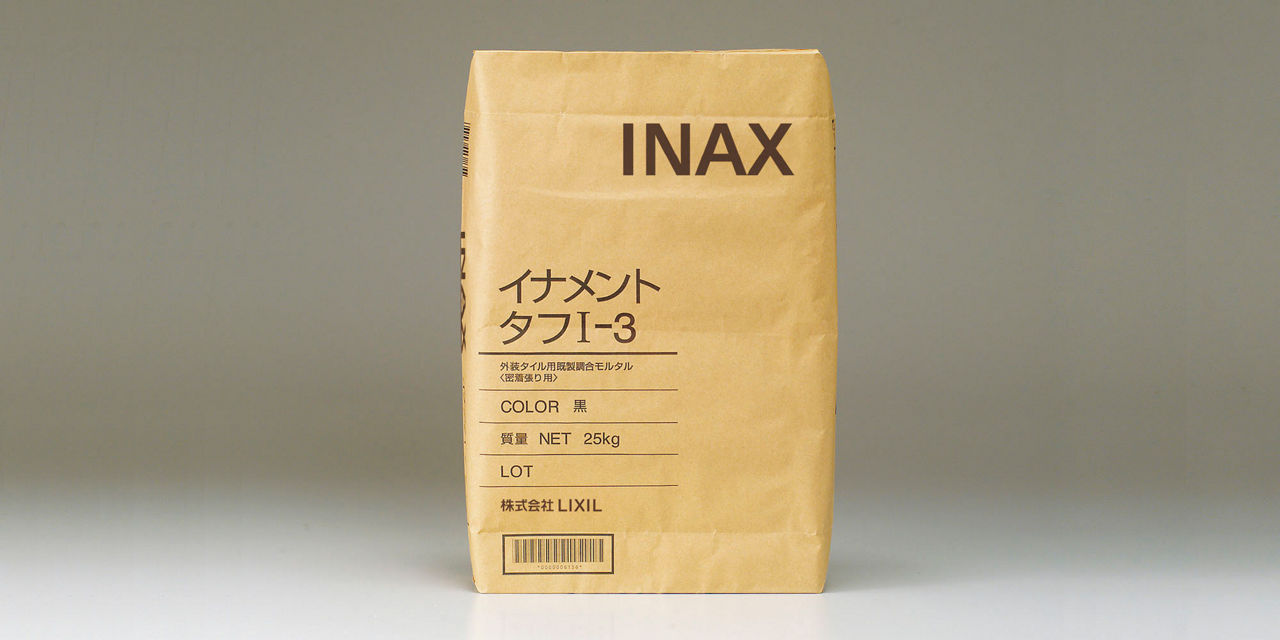 INAX
イナメント
タフI-3
外装タイル用既製調合モルタル
〈密着張り用〉
COLOR 黒
質量 NET 25kg
LOT
株式会社 LIXIL
INAX